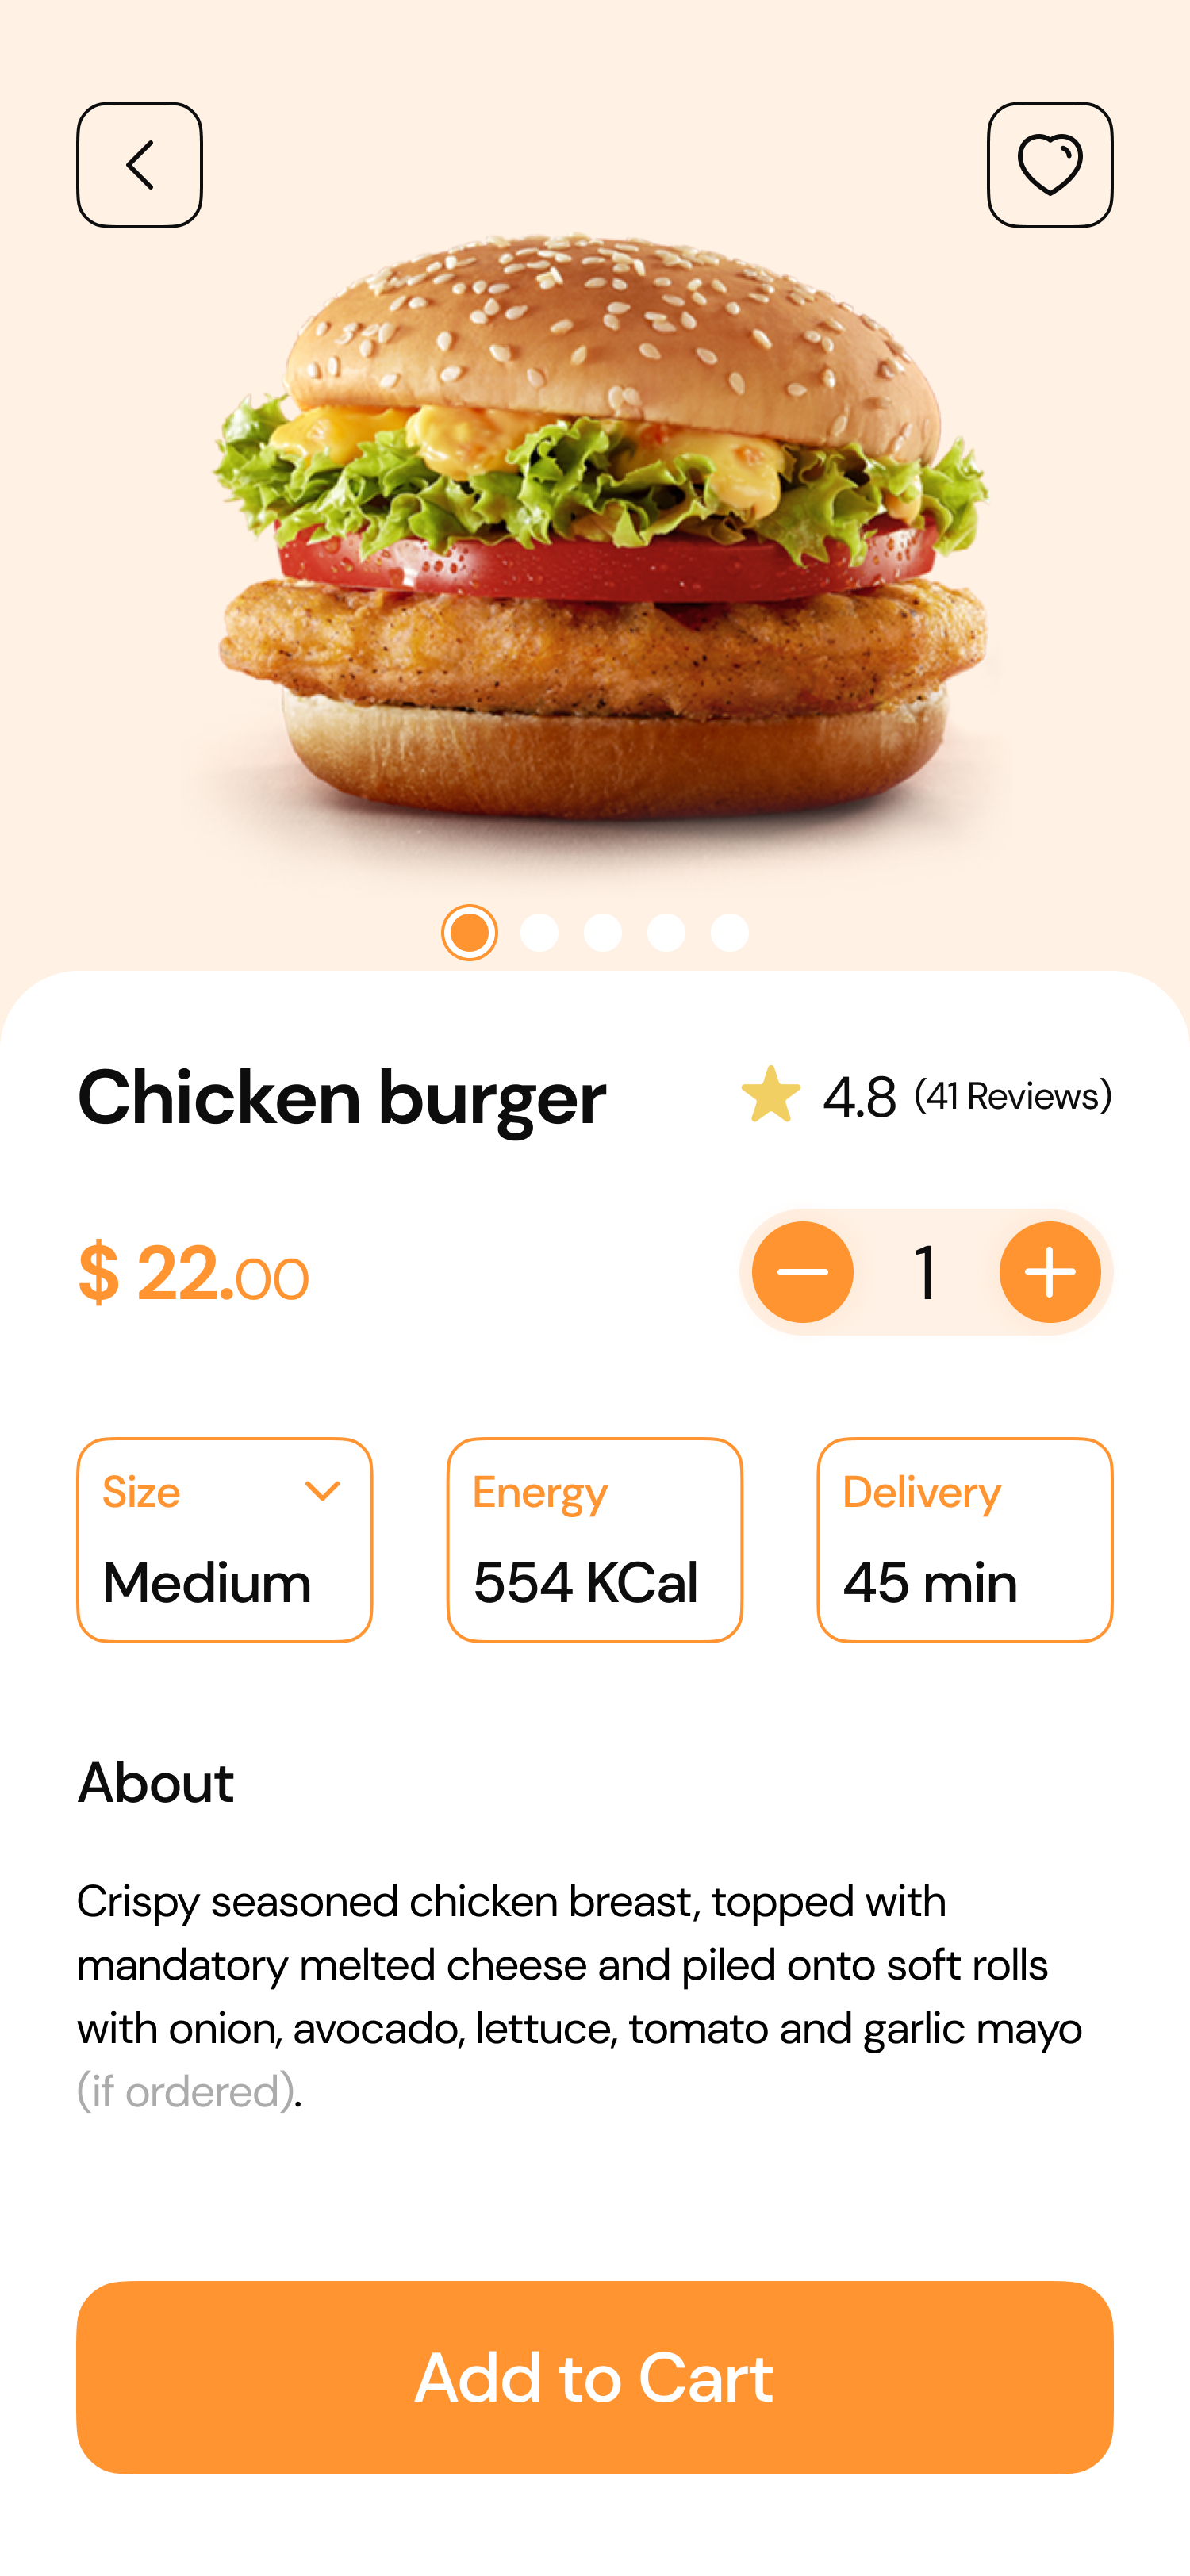 Chicken burger
4.8 (41 Reviews)
$ 22.00
1
Size
Medium
Energy
554 KCal
Delivery
45 min
About
Crispy seasoned chicken breast, topped with
mandatory melted cheese and piled onto soft rolls
with onion, avocado, lettuce, tomato and garlic mayo
(if ordered).
Add to Cart